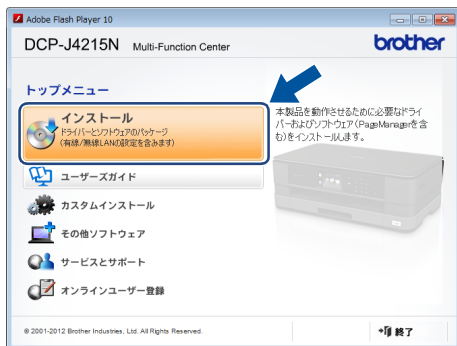 Adobe Flash Player 10
DCP-J4215N Multi-Function Center
brother
トップメニュー
インストール
ドライバーとソフトウェアのパッケージ
(有線/無線LANの設定を含みます)
本製品を動作させるために必要なドライ
バーおよびソフトウェア(PageManagerを含
む)をインストールします。
ユーザーズガイド
カスタムインストール
その他ソフトウェア
サービスとサポート
オンラインユーザー登録
© 2001-2012 Brother Industries, Ltd. All Rights Reserved.
終了